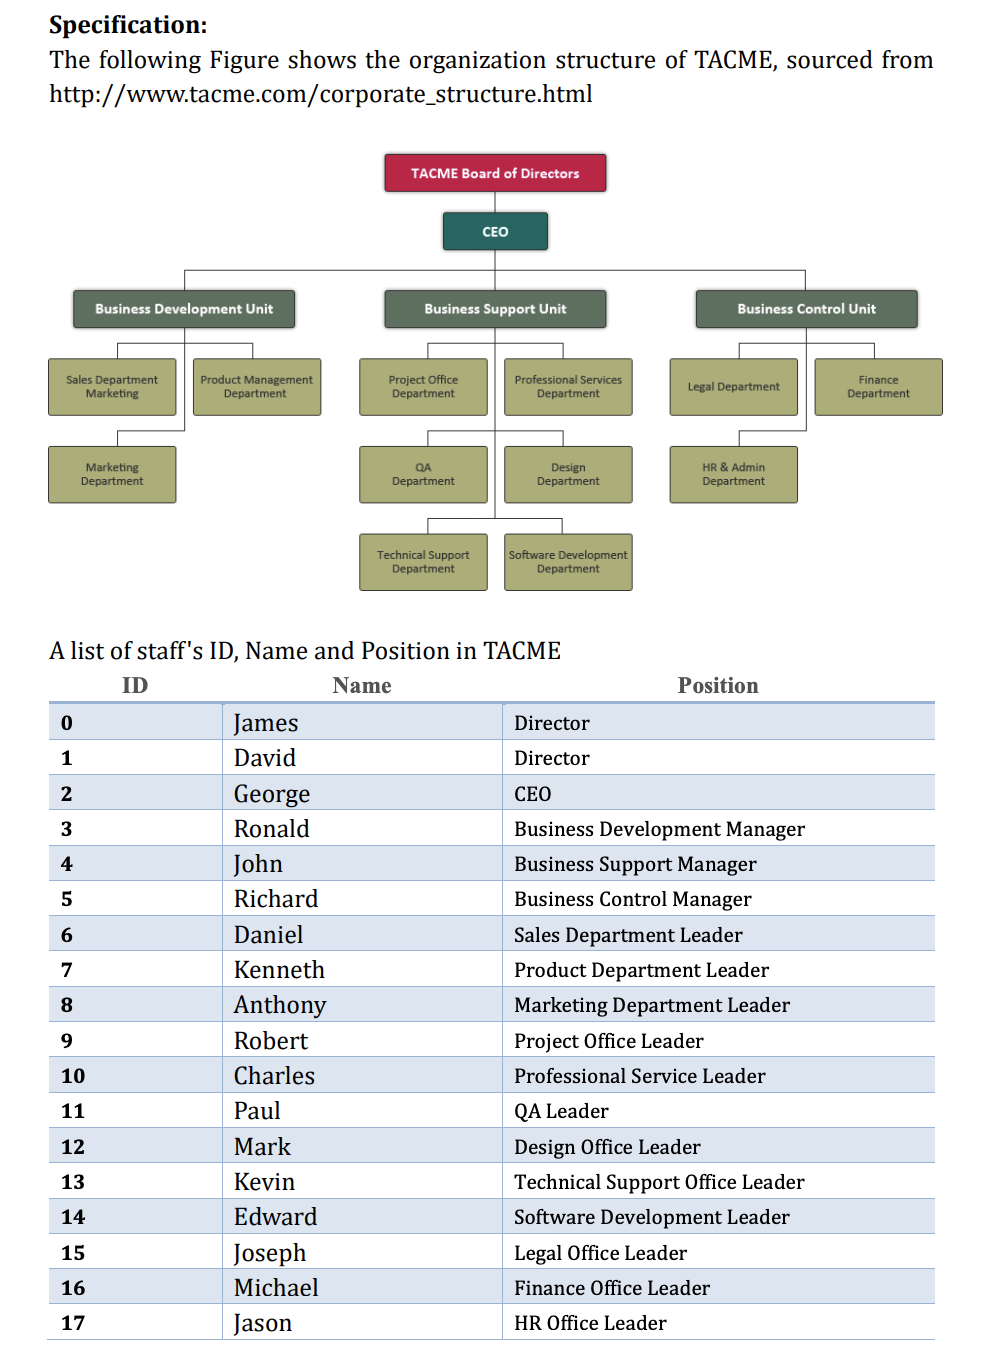 Specification:
The following Figure shows the organization structure of TACME, sourced from
http://www.tacme.com/corporate_structure.html
TACME Board of Directors
CEO
Business Development Unit
Business Support Unit
Business Control Unit
Sales Department
Marketing
Product Management
Department
Project Office
Department
Professional Services
Department
Legal Department
Finance
Department
Marketing
Department
QA
Department
Design
Department
HR & Admin
Department
Technical Support
Department
Software Development
Department
A list of staff's ID, Name and Position in TACME
ID Name Position
0 James Director
1 David Director
2 George CEO
3 Ronald Business Development Manager
4 John Business Support Manager
5 Richard Business Control Manager
6 Daniel Sales Department Leader
7 Kenneth Product Department Leader
8 Anthony Marketing Department Leader
9 Robert Project Office Leader
10 Charles Professional Service Leader
11 Paul QA Leader
12 Mark Design Office Leader
13 Kevin Technical Support Office Leader
14 Edward Software Development Leader
15 Joseph Legal Office Leader
16 Michael Finance Office Leader
17 Jason HR Office Leader